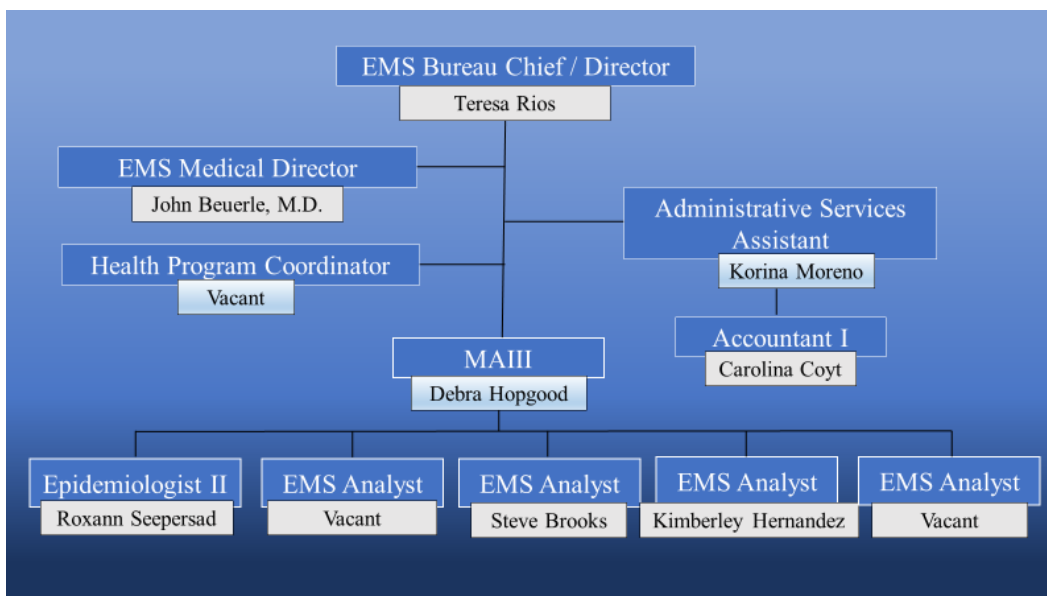 EMS Bureau Chief / Director
Teresa Rios
EMS Medical Director
John Beuerle, M.D.
Administrative Services
Assistant
Korina Moreno
Health Program Coordinator
Vacant
Accountant I
Carolina Coyt
MAIII
Debra Hopgood
Epidemiologist II
Roxann Seepersad
EMS Analyst
Vacant
EMS Analyst
Steve Brooks
EMS Analyst
Kimberley Hernandez
EMS Analyst
Vacant